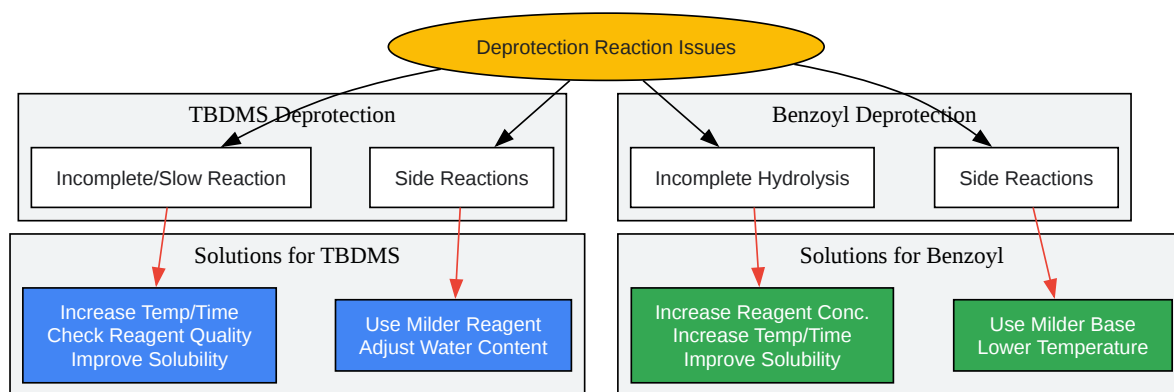 Deprotection Reaction Issues
TBDMS Deprotection
Benzoyl Deprotection
Incomplete/Slow Reaction
Side Reactions
Incomplete Hydrolysis
Side Reactions
Solutions for TBDMS
Solutions for Benzoyl
Increase Temp/Time
Check Reagent Quality
Improve Solubility
Use Milder Reagent
Adjust Water Content
Increase Reagent Conc.
Increase Temp/Time
Improve Solubility
Use Milder Base
Lower Temperature